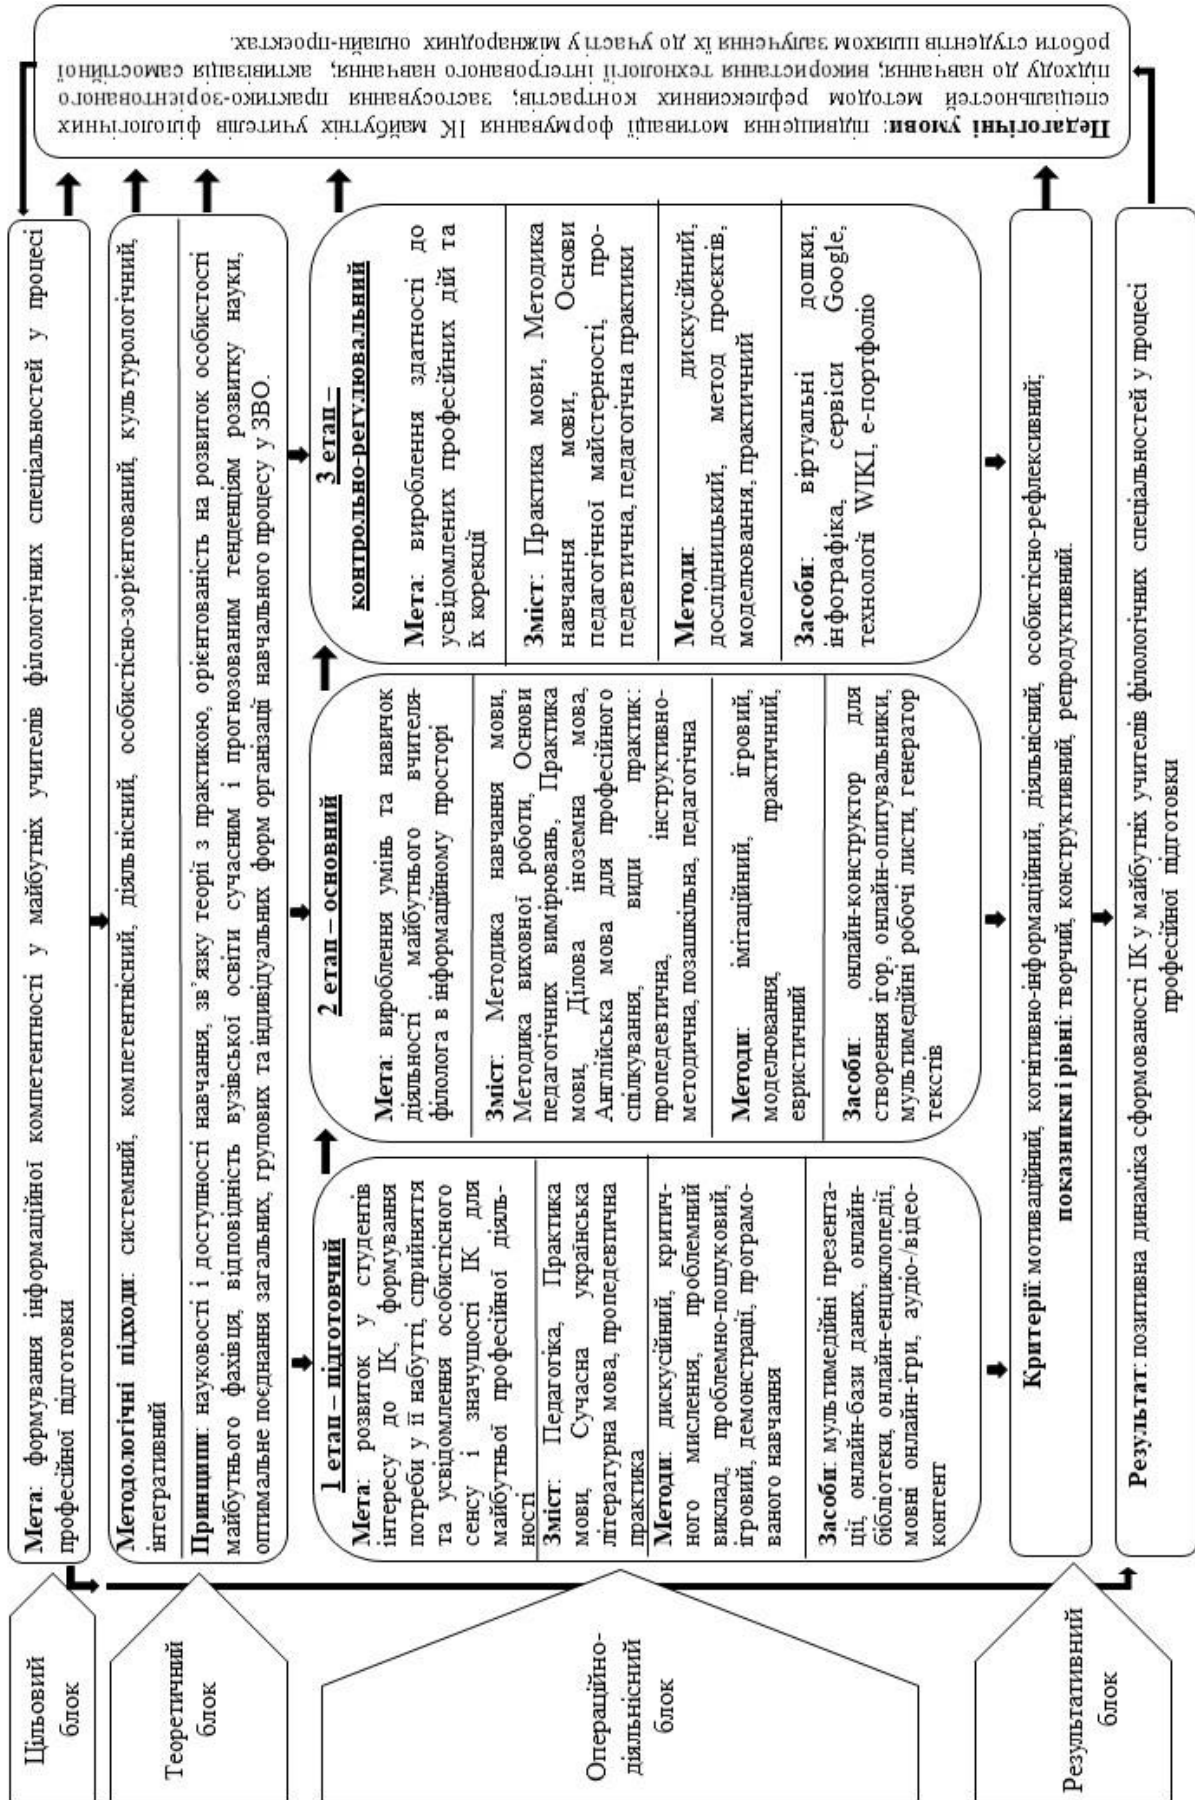 Цільовий
блок
Мета: формування інформаційної компетентності у майбутніх учителів філологічних спеціальностей у процесі
професійної підготовки
Теоретичний
блок
Методологічні підходи: системний, компетентнісний, діяльнісний, особистісно-зорієнтований, культурологічний,
інтегративний
Принципи: науковості і доступності навчання, зв’язку теорії з практикою, орієнтованість на розвиток особистості
майбутнього фахівця, відповідність вузівської освіти сучасним і прогнозованим тенденціям розвитку науки,
оптимальне поєднання загальних, групових та індивідуальних форм організації навчального процесу у ЗВО.
Операційно-
діяльнісний
блок
1 етап – підготовчий
Мета: розвиток у студентів
інтересу до ІК, формування
потреби у її набутті, сприйняття
та усвідомлення особистісного
сенсу і значущості ІК для
майбутньої професійної діяль-
ності
Зміст: Педагогіка, Практика
мови, Сучасна українська
літературна мова, пропедевтична
практика
Методи: дискусійний, критич-
ного мислення, проблемний
виклад, проблемно-пошуковий,
ігровий, демонстрації, програмо-
ваного навчання
Засоби: мультимедійні презента-
ції, онлайн-бази даних, онлайн-
бібліотеки, онлайн-енциклопедії,
мовні онлайн-ігри, аудіо-/відео-
контент
2 етап – основний
Мета: вироблення умінь та навичок
діяльності майбутнього вчителя-
філолога в інформаційному просторі
Зміст: Методика навчання мови,
Методика виховної роботи, Основи
педагогічних вимірювань, Практика
мови, Ділова іноземна мова,
Англійська мова для професійного
спілкування, види практик:
пропедевтична, інструктивно-
методична, позашкільна, педагогічна
Методи: імітаційний, ігровий,
моделювання, практичний,
евристичний
Засоби: онлайн-конструктор для
створення ігор, онлайн-опитувальники,
мультимедійні робочі листи, генератор
текстів
3 етап –
контрольно-регулювальний
Мета: вироблення здатності до
усвідомлених професійних дій та
їх корекції
Зміст: Практика мови, Методика
навчання мови, Основи
педагогічної майстерності, про-
педевтична, педагогічна практики
Методи: дискусійний,
дослідницький, метод проєктів,
моделювання, практичний
Засоби: віртуальні дошки,
інфографіка, сервіси Google,
технології WIKI, е-портфоліо
Результативний
блок
Критерії: мотиваційний, когнітивно-інформаційний, діяльнісний, особистісно-рефлексивний;
показники і рівні: творчий, конструктивний, репродуктивний.
Результат: позитивна динаміка сформованості ІК у майбутніх учителів філологічних спеціальностей у процесі
професійної підготовки
Педагогічні умови: підвищення мотивації формування ІК майбутніх учителів філологічних
спеціальностей методом рефлексивних контрастів; застосування практико-зорієнтованого
підходу до навчання; використання технології інтегрованого навчання; активізація самостійної
роботи студентів шляхом залучення їх до участі у міжнародних онлайн-проєктах.